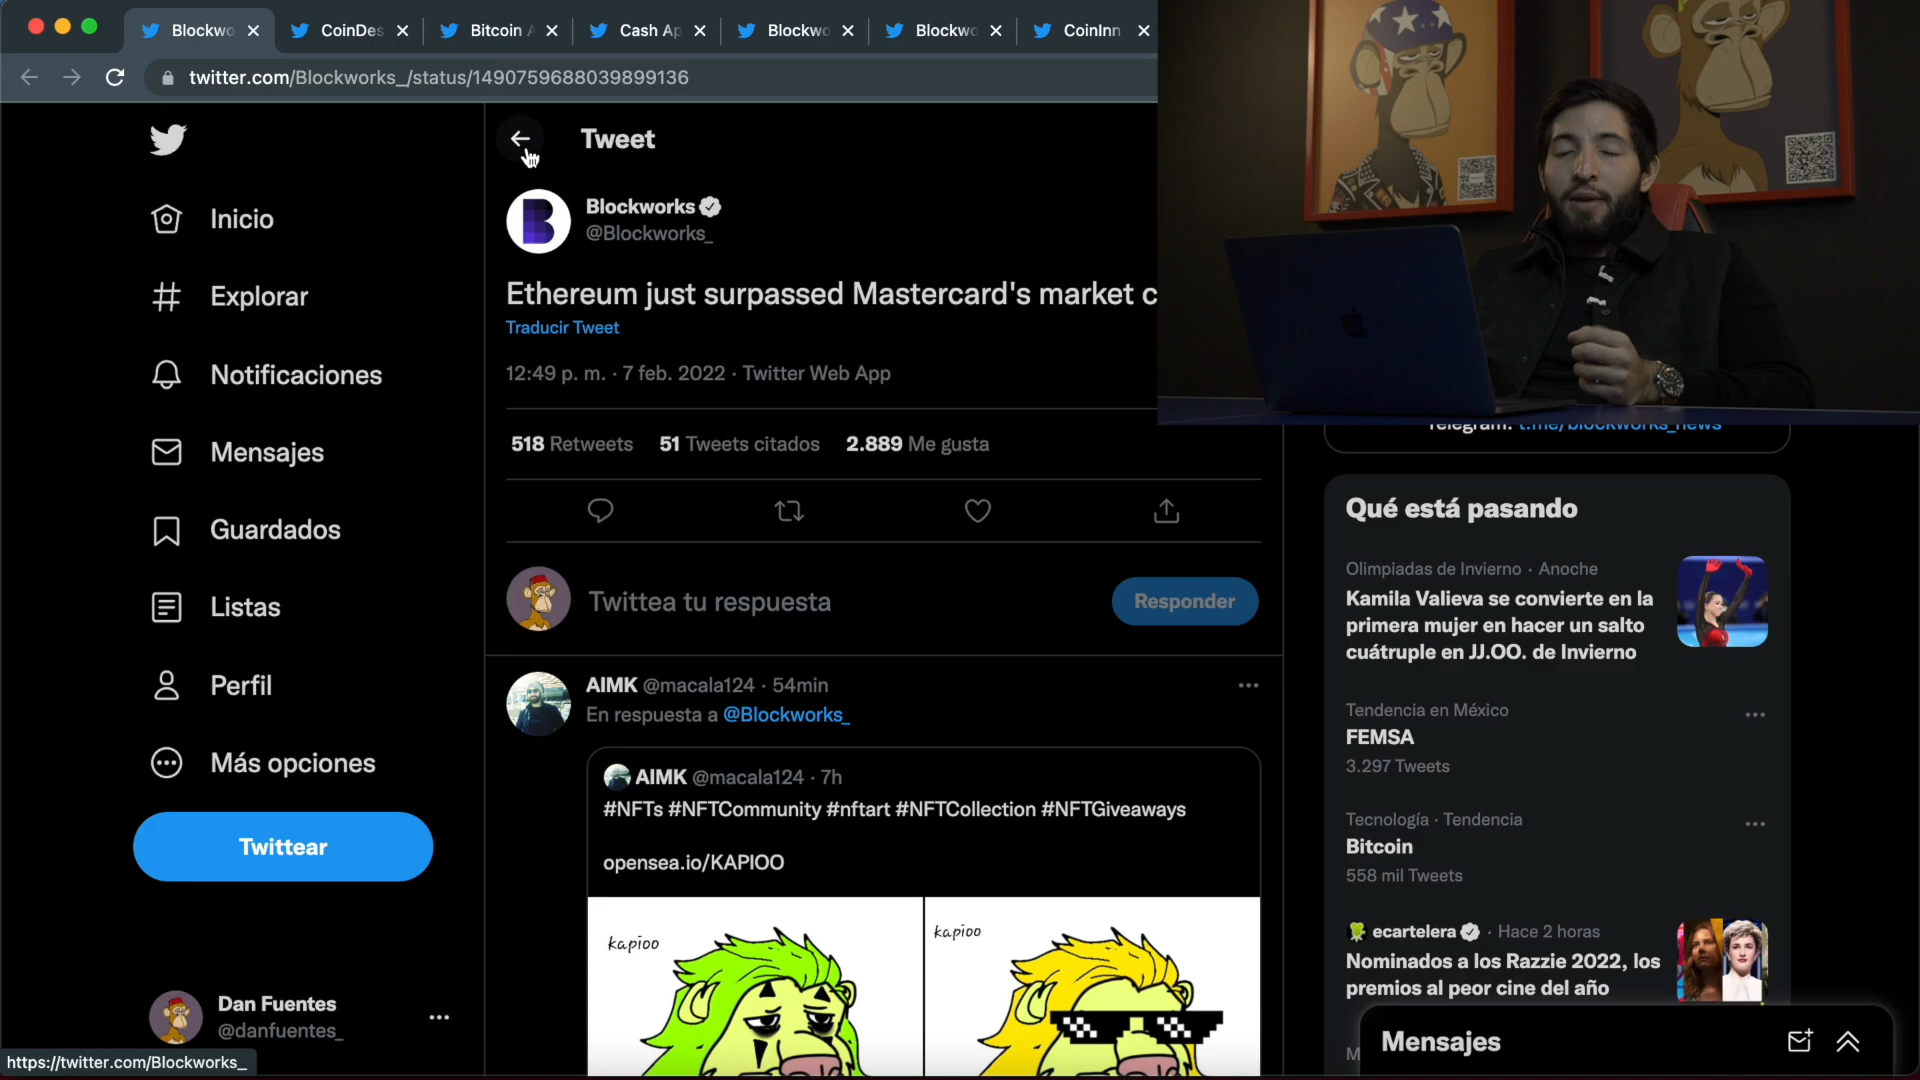 Blockwo
CoinDes
Bitcoin A
Cash Ap
Blockwo
Blockwo
CoinInn
twitter.com/Blockworks_/status/1490759688039899136
Tweet
Blockworks
@Blockworks_
Ethereum just surpassed Mastercard's market c
Traducir Tweet
12:49 p. m. · 7 feb. 2022 · Twitter Web App
518 Retweets 51 Tweets citados 2.889 Me gusta
Twittea tu respuesta
Responder
AIMK @macala124 · 54min
En respuesta a @Blockworks_
AIMK @macala124 · 7h
#NFTs #NFTCommunity #nftart #NFTCollection #NFTGiveaways
opensea.io/KAPIOO
kapioo
kapioo
Inicio
Explorar
Notificaciones
Mensajes
Guardados
Listas
Perfil
Más opciones
Twittear
Dan Fuentes
@danfuentes_
https://twitter.com/Blockworks_
Telegram: t.me/blockworks_news
Qué está pasando
Olimpiadas de Invierno · Anoche
Kamila Valieva se convierte en la
primera mujer en hacer un salto
cuátruple en JJ.OO. de Invierno
Tendencia en México
FEMSA
3.297 Tweets
Tecnología · Tendencia
Bitcoin
558 mil Tweets
ecartelera · Hace 2 horas
Nominados a los Razzie 2022, los
premios al peor cine del año
M
Mensajes